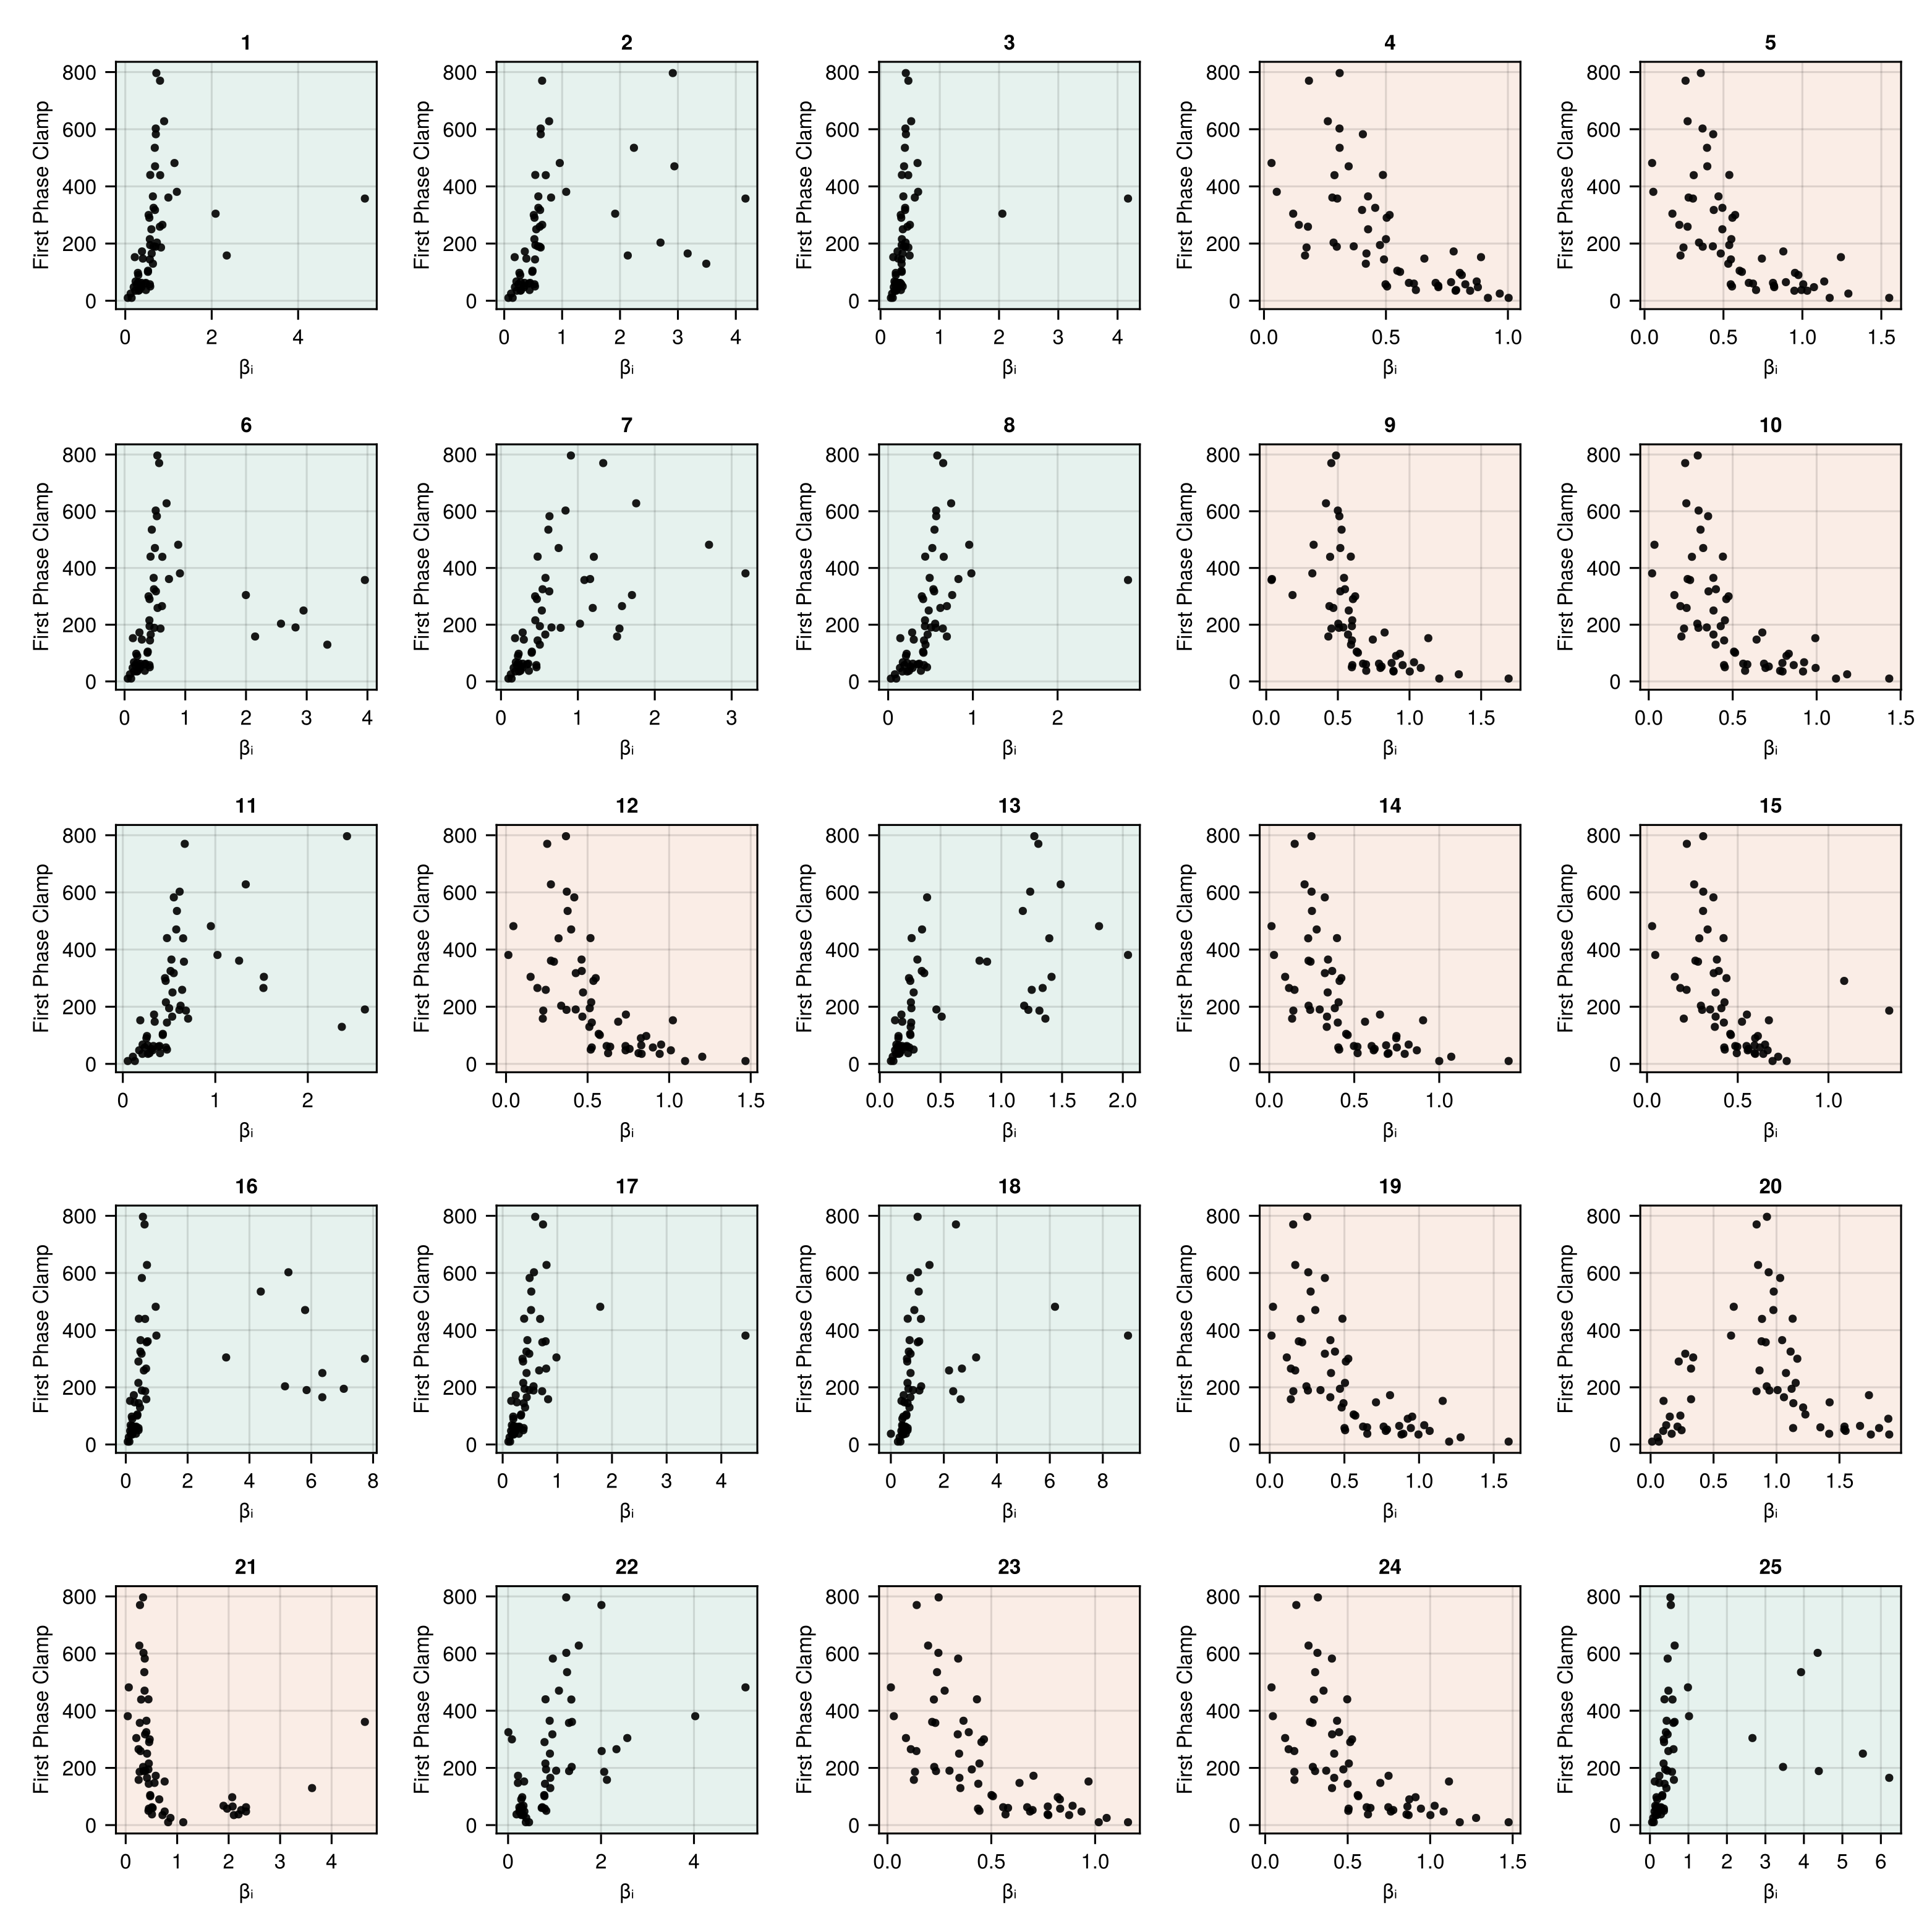 1 2 3 4 5
First Phase Clamp 800 600 400 200 0
First Phase Clamp 800 600 400 200 0
First Phase Clamp 800 600 400 200 0
First Phase Clamp 800 600 400 200 0
First Phase Clamp 800 600 400 200 0
0 2 4
0 1 2 3 4
0 1 2 3 4
0.0 0.5 1.0
0.0 0.5 1.0 1.5
βᵢ βᵢ βᵢ βᵢ βᵢ
6 7 8 9 10
First Phase Clamp 800 600 400 200 0
First Phase Clamp 800 600 400 200 0
First Phase Clamp 800 600 400 200 0
First Phase Clamp 800 600 400 200 0
First Phase Clamp 800 600 400 200 0
0 1 2 3 4
0 1 2 3
0 1 2
0.0 0.5 1.0 1.5
0.0 0.5 1.0 1.5
βᵢ βᵢ βᵢ βᵢ βᵢ
11 12 13 14 15
First Phase Clamp 800 600 400 200 0
First Phase Clamp 800 600 400 200 0
First Phase Clamp 800 600 400 200 0
First Phase Clamp 800 600 400 200 0
First Phase Clamp 800 600 400 200 0
0 1 2
0.0 0.5 1.0 1.5
0.0 0.5 1.0 1.5 2.0
0.0 0.5 1.0
0.0 0.5 1.0
βᵢ βᵢ βᵢ βᵢ βᵢ
16 17 18 19 20
First Phase Clamp 800 600 400 200 0
First Phase Clamp 800 600 400 200 0
First Phase Clamp 800 600 400 200 0
First Phase Clamp 800 600 400 200 0
First Phase Clamp 800 600 400 200 0
0 2 4 6 8
0 1 2 3 4
0 2 4 6 8
0.0 0.5 1.0 1.5
0.0 0.5 1.0 1.5
βᵢ βᵢ βᵢ βᵢ βᵢ
21 22 23 24 25
First Phase Clamp 800 600 400 200 0
First Phase Clamp 800 600 400 200 0
First Phase Clamp 800 600 400 200 0
First Phase Clamp 800 600 400 200 0
First Phase Clamp 800 600 400 200 0
0 1 2 3 4
0 2 4
0.0 0.5 1.0
0.0 0.5 1.0 1.5
0 1 2 3 4 5 6
βᵢ βᵢ βᵢ βᵢ βᵢ